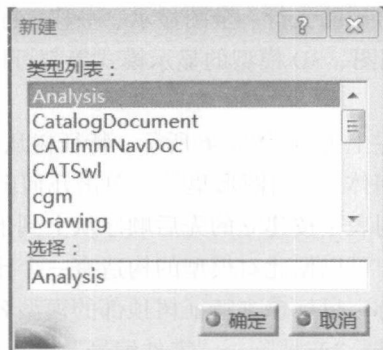 新建
类型列表：
Analysis
CatalogDocument
CATImmNavDoc
CATSwl
cgm
Drawing
选择：
Analysis
确定 取消